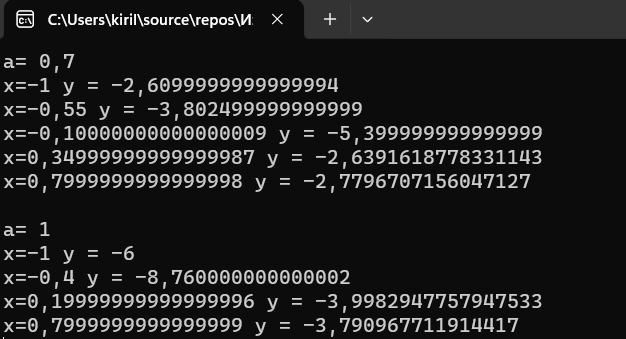 C:\Users\kiril\source\repos\И:
a= 0,7
x=-1 y = -2,6099999999999994
x=-0,55 y = -3,802499999999999
x=-0,10000000000000009 y = -5,399999999999999
x=0,34999999999999987 y = -2,6391618778331143
x=0,7999999999999998 y = -2,7796707156047127
a= 1
x=-1 y = -6
x=-0,4 y = -8,760000000000002
x=0,19999999999999996 y = -3,9982947757947533
x=0,7999999999999999 y = -3,790967711914417